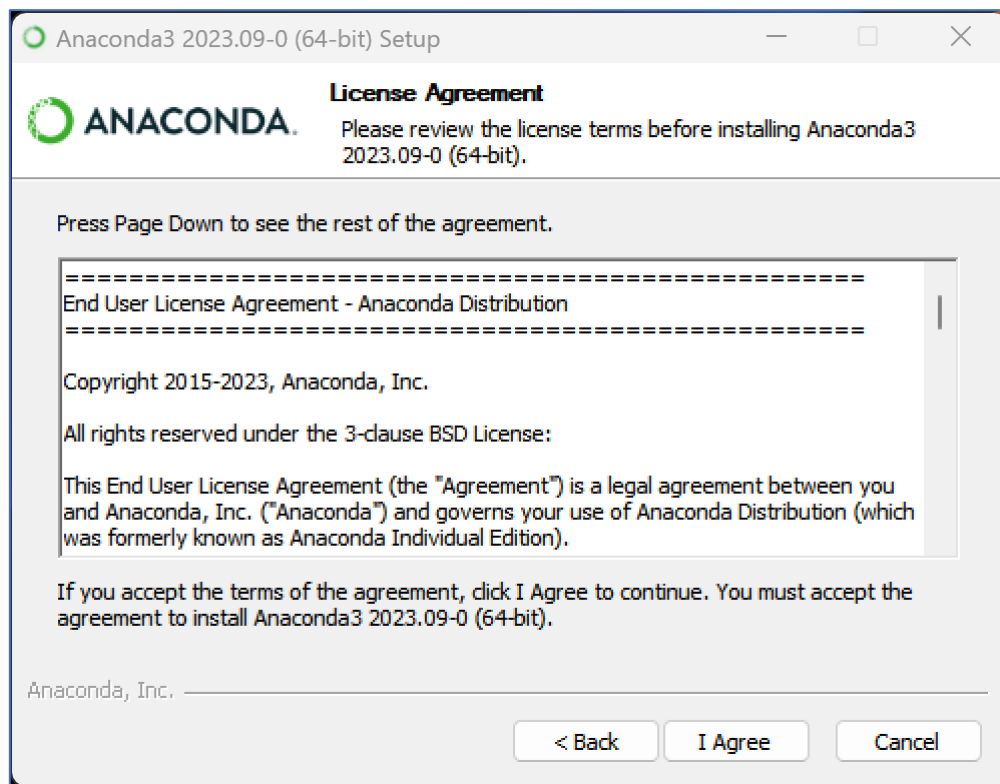 Anaconda3 2023.09-0 (64-bit) Setup
ANACONDA.
License Agreement
Please review the license terms before installing Anaconda3
2023.09-0 (64-bit).
Press Page Down to see the rest of the agreement.
==================================================
End User License Agreement - Anaconda Distribution
==================================================
Copyright 2015-2023, Anaconda, Inc.
All rights reserved under the 3-clause BSD License:
This End User License Agreement (the "Agreement") is a legal agreement between you
and Anaconda, Inc. ("Anaconda") and governs your use of Anaconda Distribution (which
was formerly known as Anaconda Individual Edition).
If you accept the terms of the agreement, click I Agree to continue. You must accept the
agreement to install Anaconda3 2023.09-0 (64-bit).
Anaconda, Inc.
< Back
I Agree
Cancel